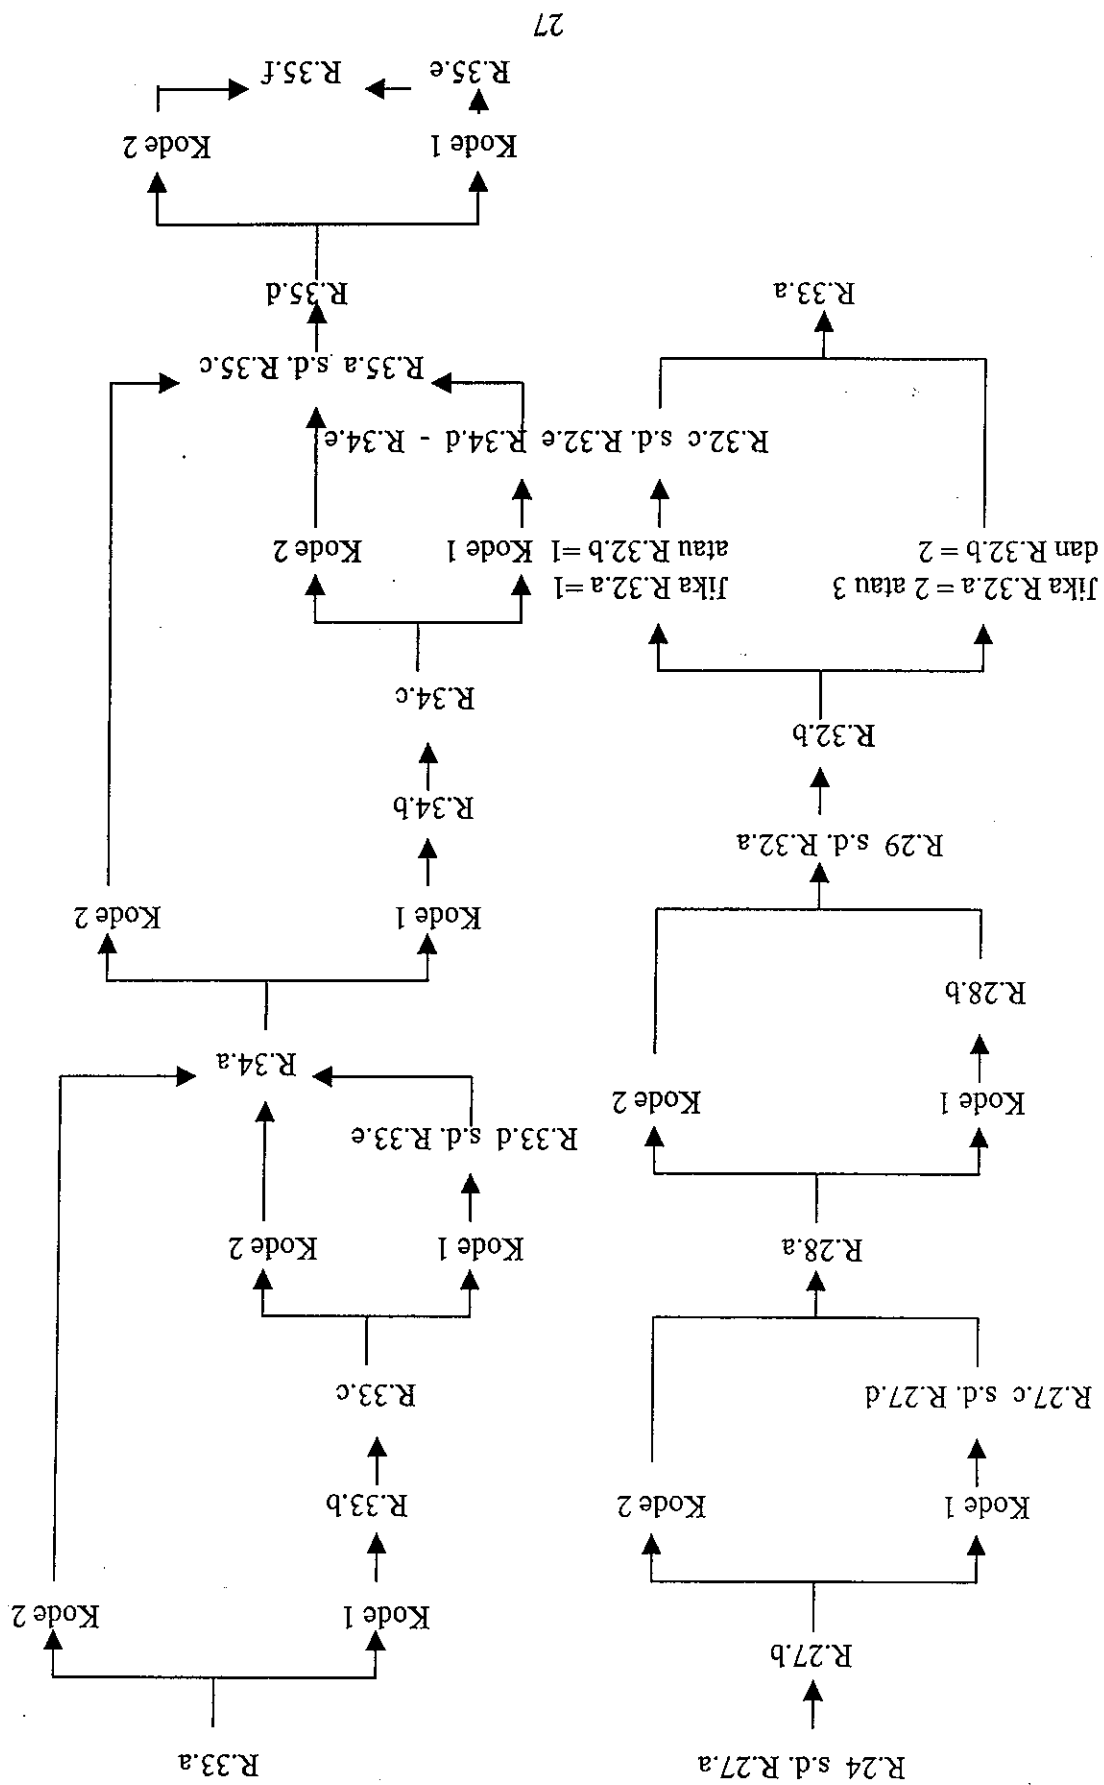 R.24 s.d. R.27.a
R.27.b
Kode 1
Kode 2
R.27.c s.d. R.27.d
R.28.a
Kode 1
Kode 2
R.28.b
R.29 s.d. R.32.a
R.32.b
Jika R.32.a = 2 atau 3
dan R.32.b = 2
Jika R.32.a =1
atau R.32.b =1
R.32.c s.d. R.32.e
R.33.a
R.33.a
Kode 1
Kode 2
R.33.b
R.33.c
Kode 1
Kode 2
R.33.d s.d. R.33.e
R.34.a
Kode 1
Kode 2
R.34.b
R.34.c
Kode 1
Kode 2
R.34.d - R.34.e
R.35.a s.d. R.35.c
R.35.d
Kode 1
Kode 2
R.35.e
R.35.f
27